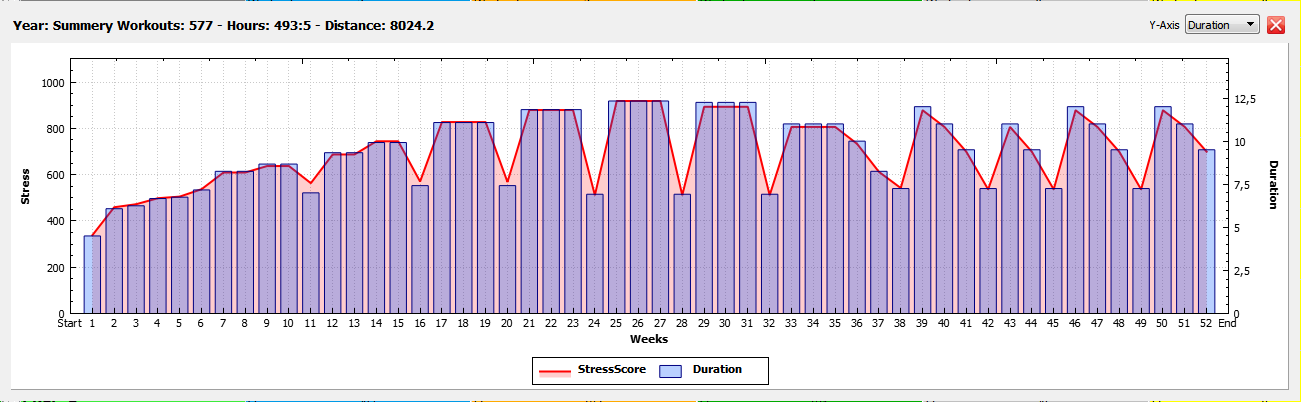 Year: Summery Workouts: 577 - Hours: 493:5 - Distance: 8024.2
Y-Axis Duration
1000
800
600
400
200
0
Stress
12,5
10
7,5
5
2,5
0
Duration
Start 1 2 3 4 5 6 7 8 9 10 11 12 13 14 15 16 17 18 19 20 21 22 23 24 25 26 27 28 29 30 31 32 33 34 35 36 37 38 39 40 41 42 43 44 45 46 47 48 49 50 51 52 End
Weeks
StressScore Duration